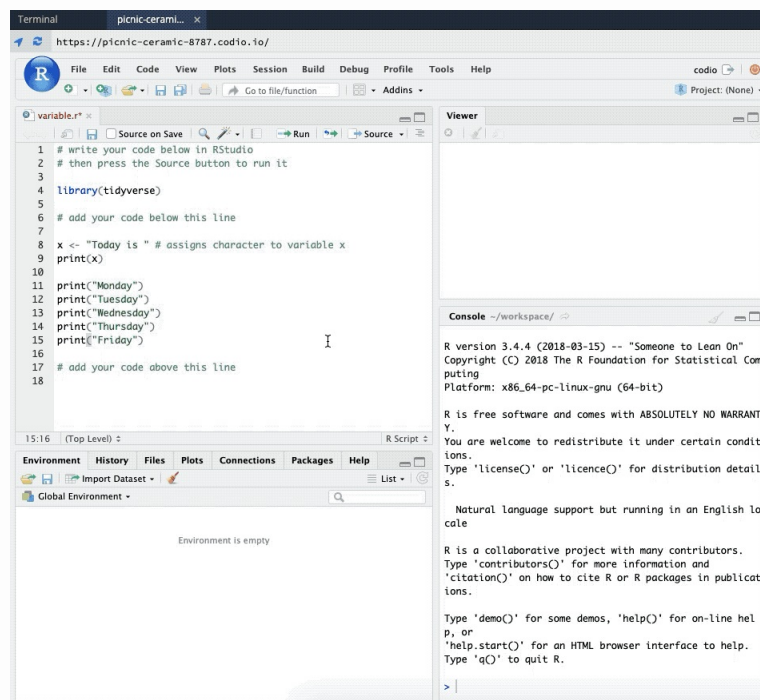 Terminal
picnic-cerami... ×
https://picnic-ceramic-8787.codio.io/
R
File Edit Code View Plots Session Build Debug Profile Tools Help
codio
Go to file/function
Addins
Project: (None)
variable.r* ×
Source on Save
Run
Source
1 # write your code below in RStudio
2 # then press the Source button to run it
3
4 library(tidyverse)
5
6 # add your code below this line
7
8 x <- "Today is " # assigns character to variable x
9 print(x)
10
11 print("Monday")
12 print("Tuesday")
13 print("Wednesday")
14 print("Thursday")
15 print("Friday")
16
17 # add your code above this line
18
15:16 (Top Level) R Script
Environment History Files Plots Connections Packages Help
Import Dataset
List
Global Environment
Environment is empty
Viewer
Console ~/workspace/
R version 3.4.4 (2018-03-15) -- "Someone to Lean On"
Copyright (C) 2018 The R Foundation for Statistical Com
puting
Platform: x86_64-pc-linux-gnu (64-bit)
R is free software and comes with ABSOLUTELY NO WARRANT
Y.
You are welcome to redistribute it under certain condit
ions.
Type 'license()' or 'licence()' for distribution detail
s.
Natural language support but running in an English lo
cale
R is a collaborative project with many contributors.
Type 'contributors()' for more information and
'citation()' on how to cite R or R packages in publicat
ions.
Type 'demo()' for some demos, 'help()' for on-line hel
p, or
'help.start()' for an HTML browser interface to help.
Type 'q()' to quit R.
>